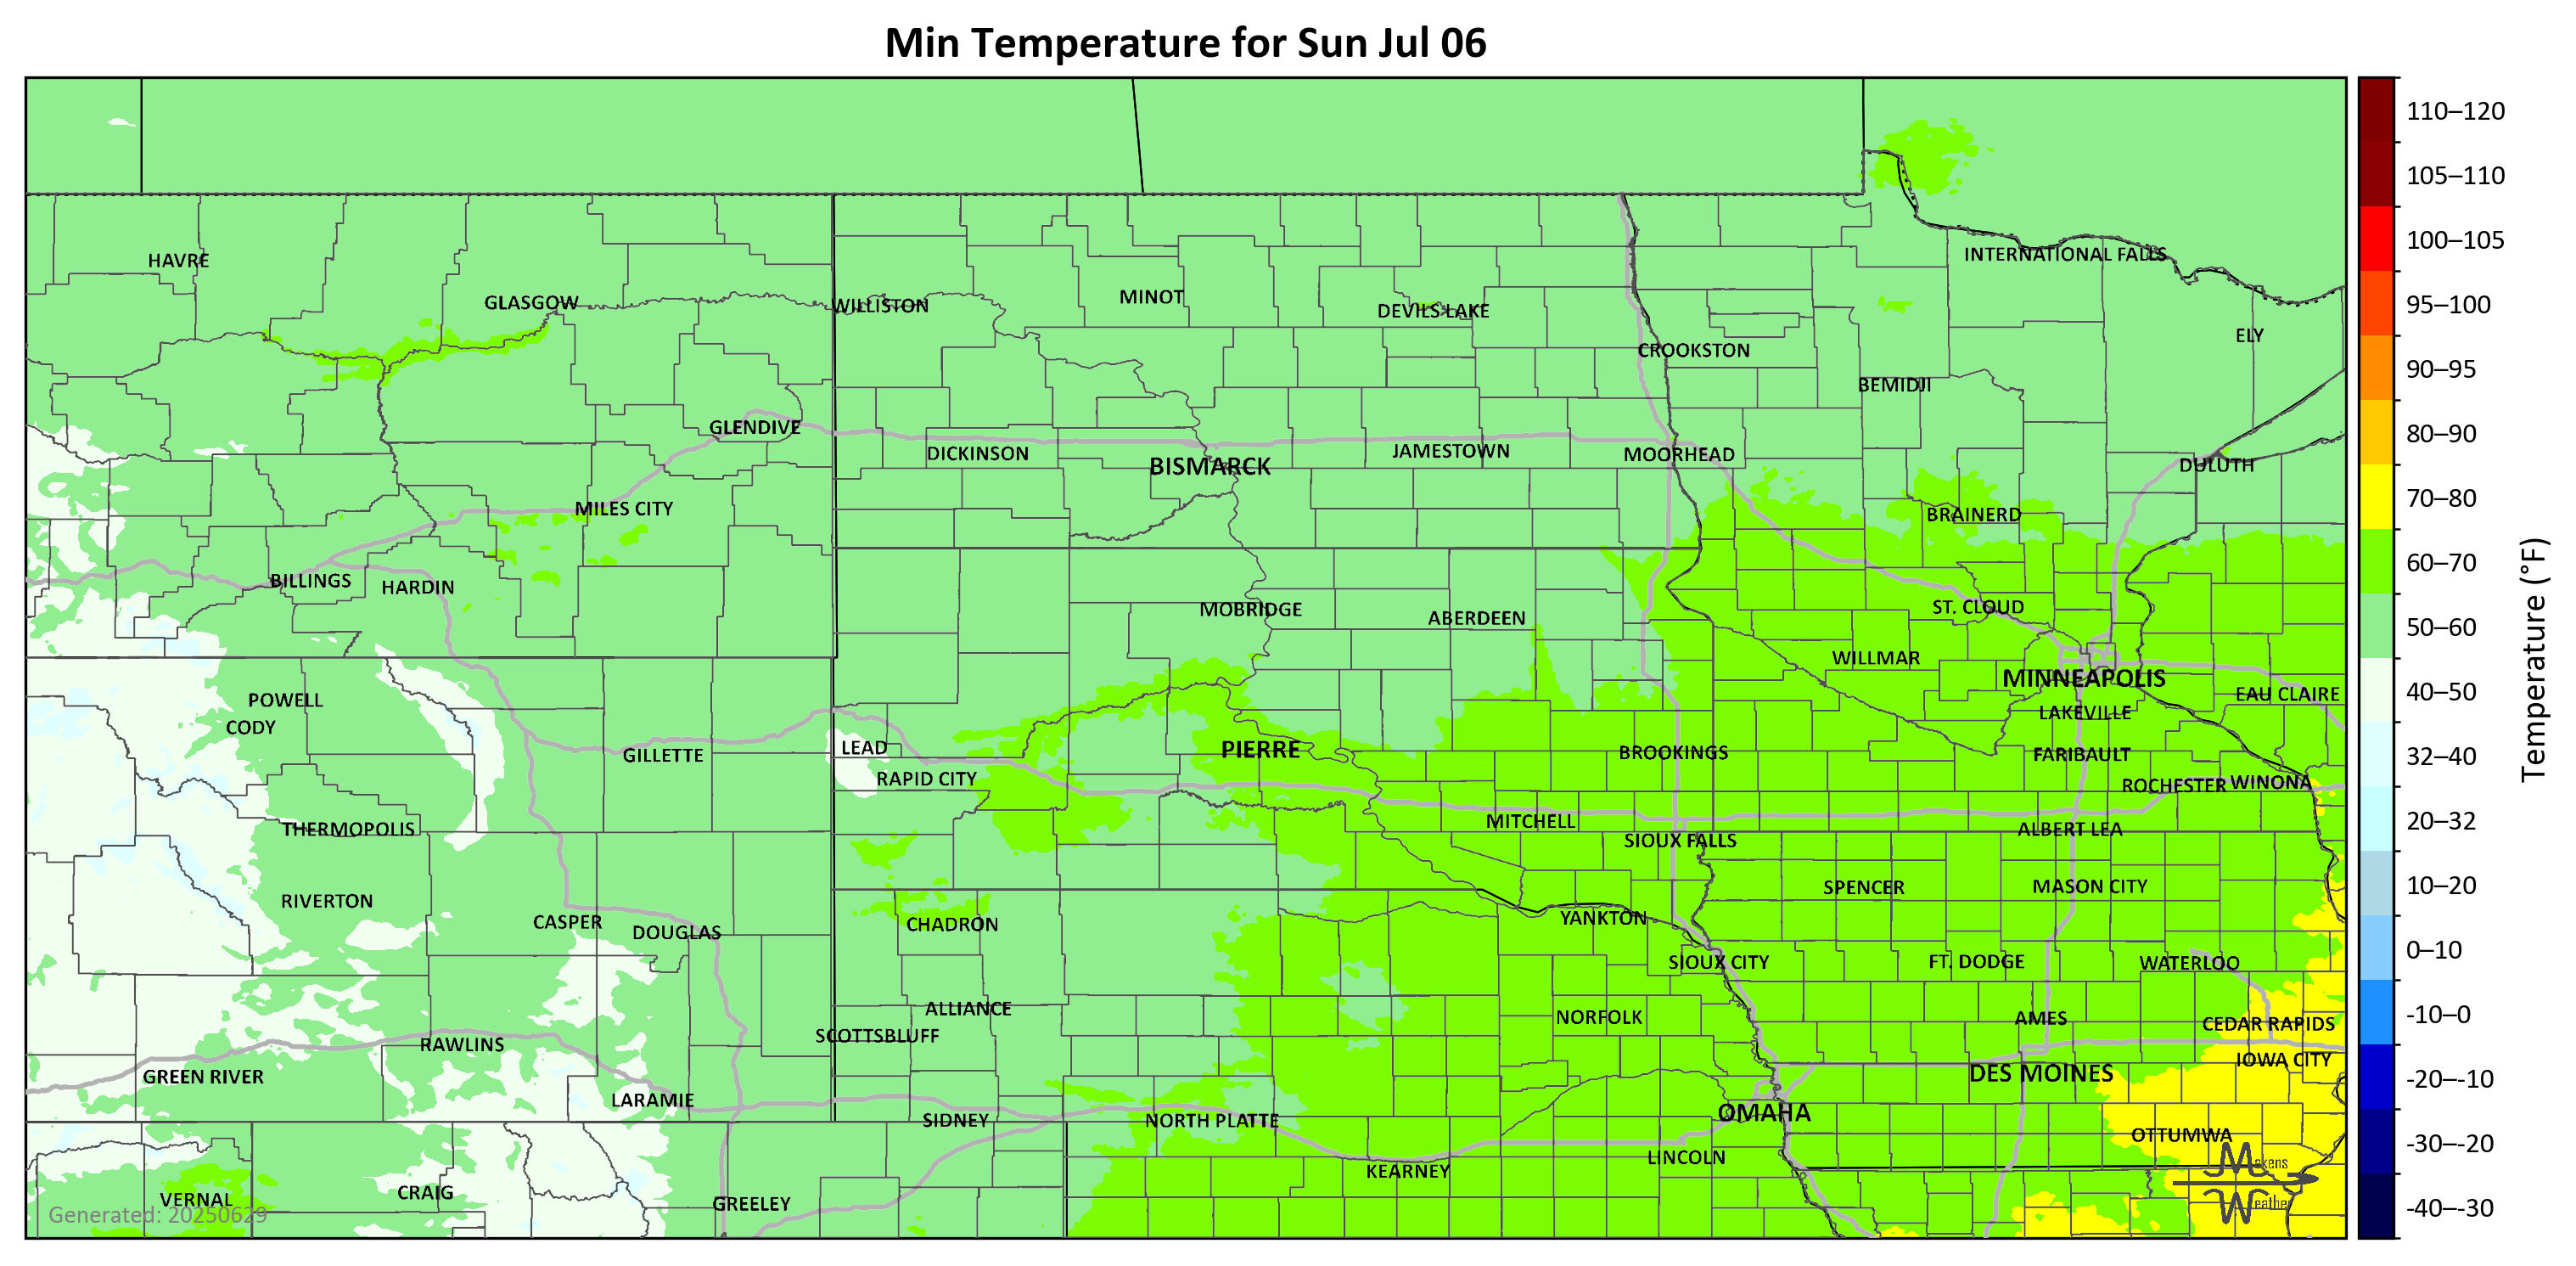 Min Temperature for Sun Jul 06
110–120
105–110
100–105
95–100
90–95
80–90
70–80
60–70
50–60
40–50
32–40
20–32
10–20
0–10
-10–0
-20–-10
-30–-20
-40–-30
Temperature (°F)
HAVRE
GLASGOW
WILLISTON
MINOT
DEVILS LAKE
INTERNATIONAL FALLS
ELY
CROOKSTON
BEMIDJI
GLENDIVE
DICKINSON
BISMARCK
JAMESTOWN
MOORHEAD
DULUTH
MILES CITY
BRAINERD
BILLINGS
HARDIN
MOBRIDGE
ABERDEEN
ST. CLOUD
WILLMAR
MINNEAPOLIS
EAU CLAIRE
POWELL
CODY
LAKEVILLE
GILLETTE
LEAD
PIERRE
BROOKINGS
FARIBAULT
RAPID CITY
ROCHESTER
WINONA
THERMOPOLIS
MITCHELL
SIOUX FALLS
ALBERT LEA
RIVERTON
SPENCER
MASON CITY
CASPER
DOUGLAS
CHADRON
YANKTON
SIOUX CITY
FT. DODGE
WATERLOO
ALLIANCE
NORFOLK
AMES
CEDAR RAPIDS
SCOTTSBLUFF
RAWLINS
IOWA CITY
GREEN RIVER
DES MOINES
LARAMIE
SIDNEY
NORTH PLATTE
OMAHA
OTTUMWA
LINCOLN
KEARNEY
VERNAL
CRAIG
GREELEY
Generated: 20250629
Makens
Weather